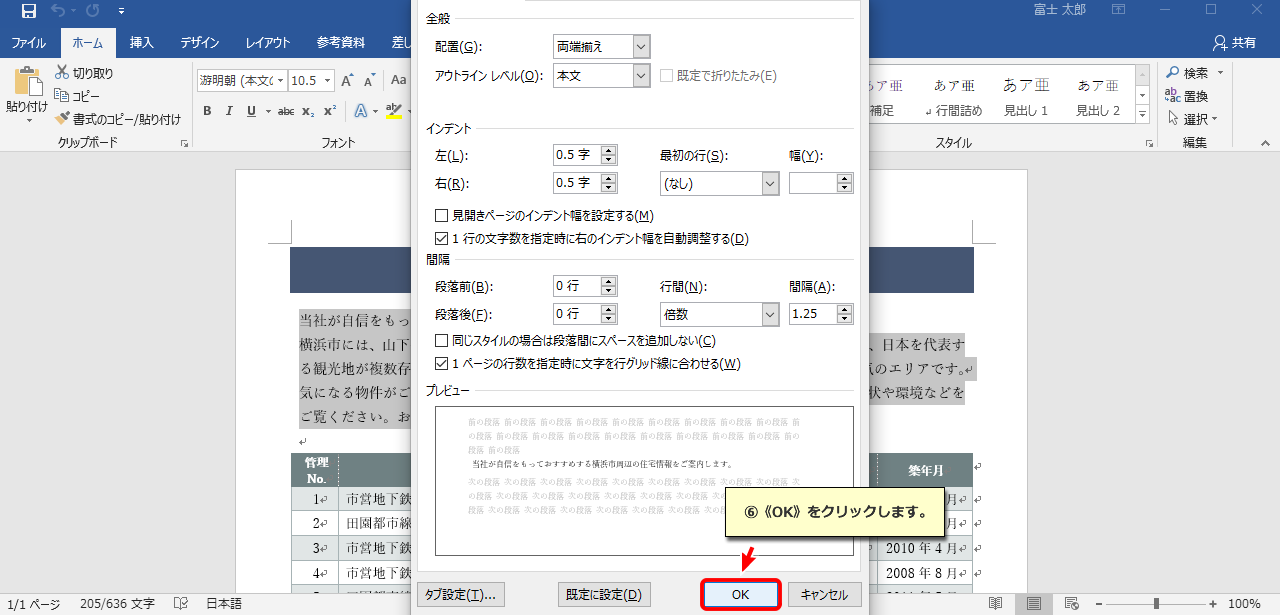 富士 太郎
ファイル ホーム 挿入 デザイン レイアウト 参考資料 差し 共有
貼り付け
切り取り
コピー
書式のコピー/貼り付け
クリップボード
游明朝 (本文の 10.5 A A Aa
B I U abc x₂ x² A ab
フォント
あア亜 あア亜 あア亜 あア亜
補足 ↲ 行間詰め 見出し 1 見出し 2
スタイル
検索
置換
選択
編集
全般
配置(G): 両端揃え
アウトライン レベル(O): 本文 既定で折りたたみ(E)
インデント
左(L): 0.5 字 最初の行(S): 幅(Y):
右(R): 0.5 字 (なし)
見開きページのインデント幅を設定する(M)
1 行の文字数を指定時に右のインデント幅を自動調整する(D)
間隔
段落前(B): 0 行 行間(N): 間隔(A):
段落後(F): 0 行 倍数 1.25
同じスタイルの場合は段落間にスペースを追加しない(C)
1 ページの行数を指定時に文字を行グリッド線に合わせる(W)
プレビュー
前の段落 前の段落 前の段落 前の段落 前の段落 前の段落 前の段落 前の段落 前の段落 前
の段落 前の段落 前の段落 前の段落 前の段落 前の段落 前の段落 前の段落 前の段落 前の
段落 前の段落
当社が自信をもっておすすめする横浜市周辺の住宅情報をご案内します。
次の段落 次の段落 次の段落 次の段落 次の段落 次の段落 次の段落 次の段落 次の段落
次の段落 次の段落 次の段落 次の段落 次の段落 次の段落 次の段落
段落 次の段落 次の段落 次の段落 次の段落 次の段落 次の段落 次の
⑥《OK》をクリックします。
タブ設定(T)... 既定に設定(D) OK キャンセル
当社が自信をもっ
横浜市には、山下 、日本を代表す
る観光地が複数存 気のエリアです。
気になる物件がご 状や環境などを
ご覧ください。お
管理
No. 築年月
1 市営地下鉄 月
2 田園都市線 月
3 市営地下鉄 2010 年 4 月
4 市営地下鉄 2008 年 8 月
1/1 ページ 205/636 文字 日本語 100%